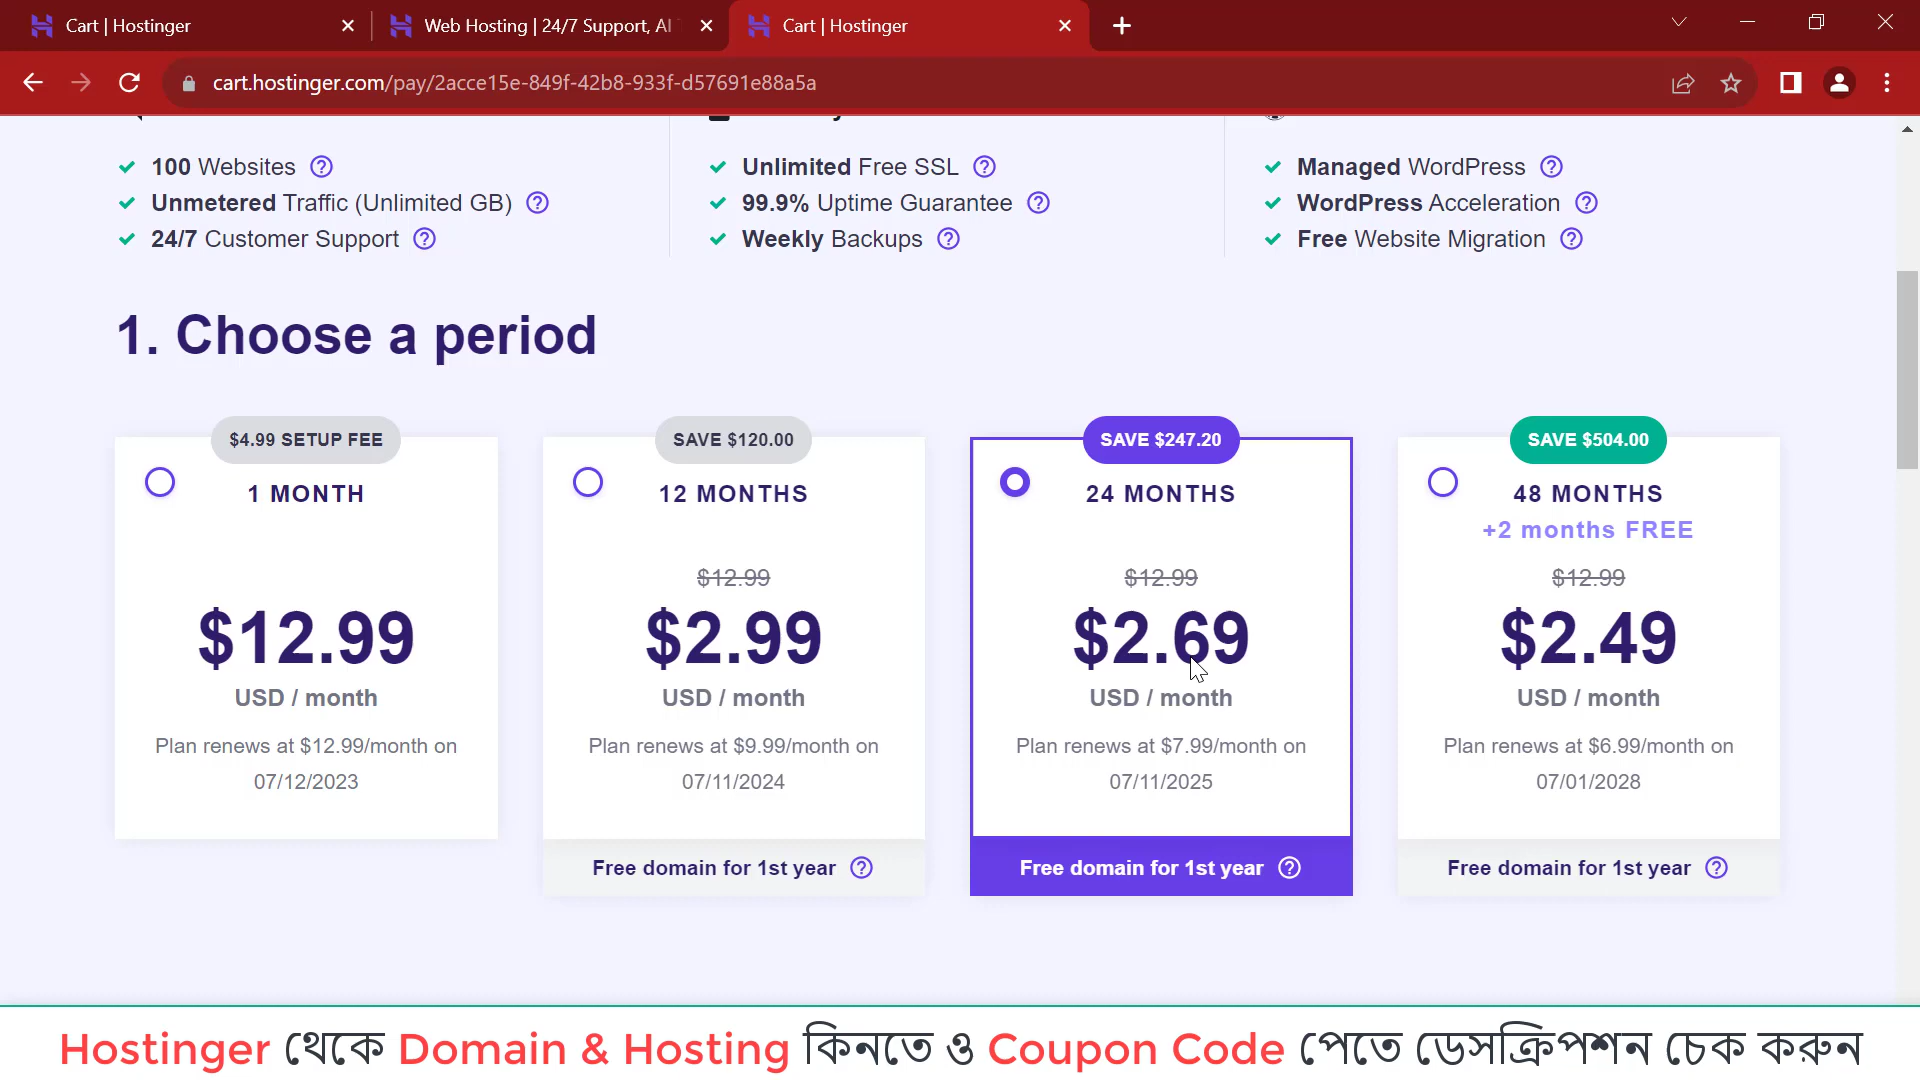 Cart | Hostinger
Web Hosting | 24/7 Support, AI
Cart | Hostinger
cart.hostinger.com/pay/2acce15e-849f-42b8-933f-d57691e88a5a
100 Websites
Unmetered Traffic (Unlimited GB)
24/7 Customer Support
Unlimited Free SSL
99.9% Uptime Guarantee
Weekly Backups
Managed WordPress
WordPress Acceleration
Free Website Migration
1. Choose a period
$4.99 SETUP FEE
1 MONTH
$12.99
USD / month
Plan renews at $12.99/month on
07/12/2023
SAVE $120.00
12 MONTHS
$12.99
$2.99
USD / month
Plan renews at $9.99/month on
07/11/2024
Free domain for 1st year
SAVE $247.20
24 MONTHS
$12.99
$2.69
USD / month
Plan renews at $7.99/month on
07/11/2025
Free domain for 1st year
SAVE $504.00
48 MONTHS
+2 months FREE
$12.99
$2.49
USD / month
Plan renews at $6.99/month on
07/01/2028
Free domain for 1st year
Hostinger থেকে Domain & Hosting কিনতে ও Coupon Code পেতে ডেসক্রিপশন চেক করুন